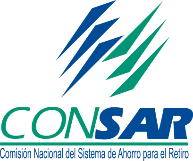 CONSAR
Comisión Nacional del Sistema de Ahorro para el Retiro